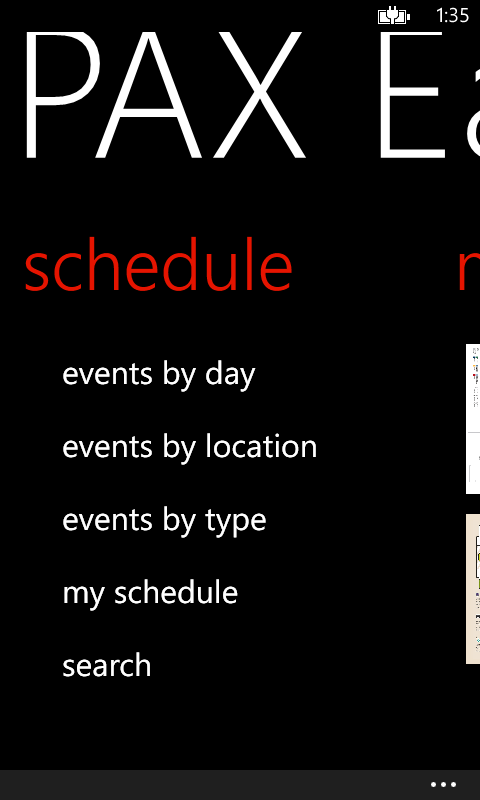 1:35
PAX Ea
schedule
events by day
events by location
events by type
my schedule
search